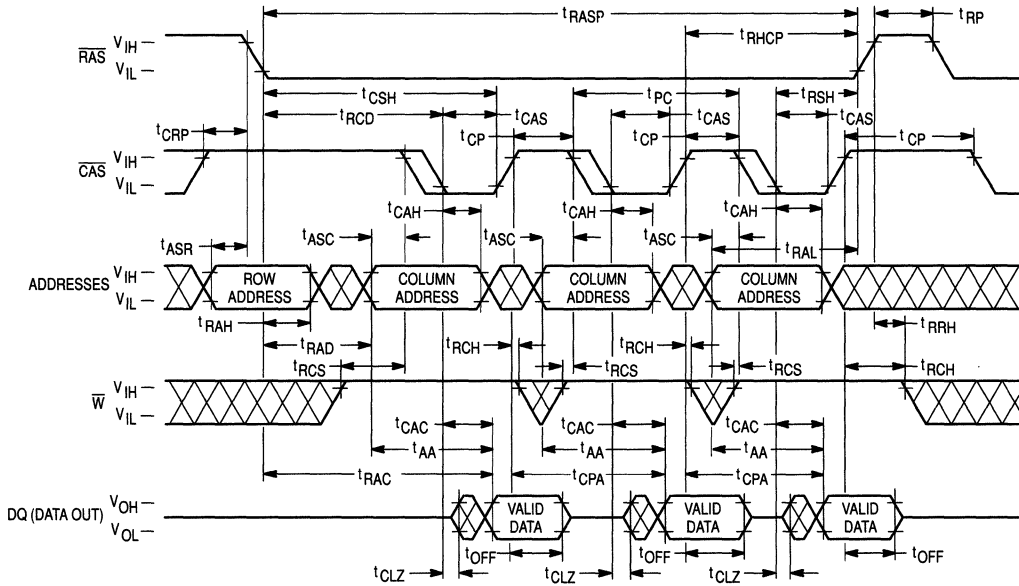 tRASP
tRP
tRHCP
RAS
VIH
VIL
tCSH
tPC
tRSH
tRCD
tCAS
tCAS
tCAS
tCRP
tCP
tCP
tCP
CAS
VIH
VIL
tCAH
tCAH
tCAH
tASR
tASC
tASC
tASC
tRAL
ADDRESSES
VIH
VIL
ROW ADDRESS
COLUMN ADDRESS
COLUMN ADDRESS
COLUMN ADDRESS
tRAH
tRRH
tRAD
tRCH
tRCH
tRCS
tRCS
tRCS
tRCH
W
VIH
VIL
tCAC
tCAC
tCAC
tAA
tAA
tAA
tRAC
tCPA
tCPA
DQ (DATA OUT)
VOH
VOL
VALID DATA
VALID DATA
VALID DATA
tOFF
tOFF
tOFF
tCLZ
tCLZ
tCLZ